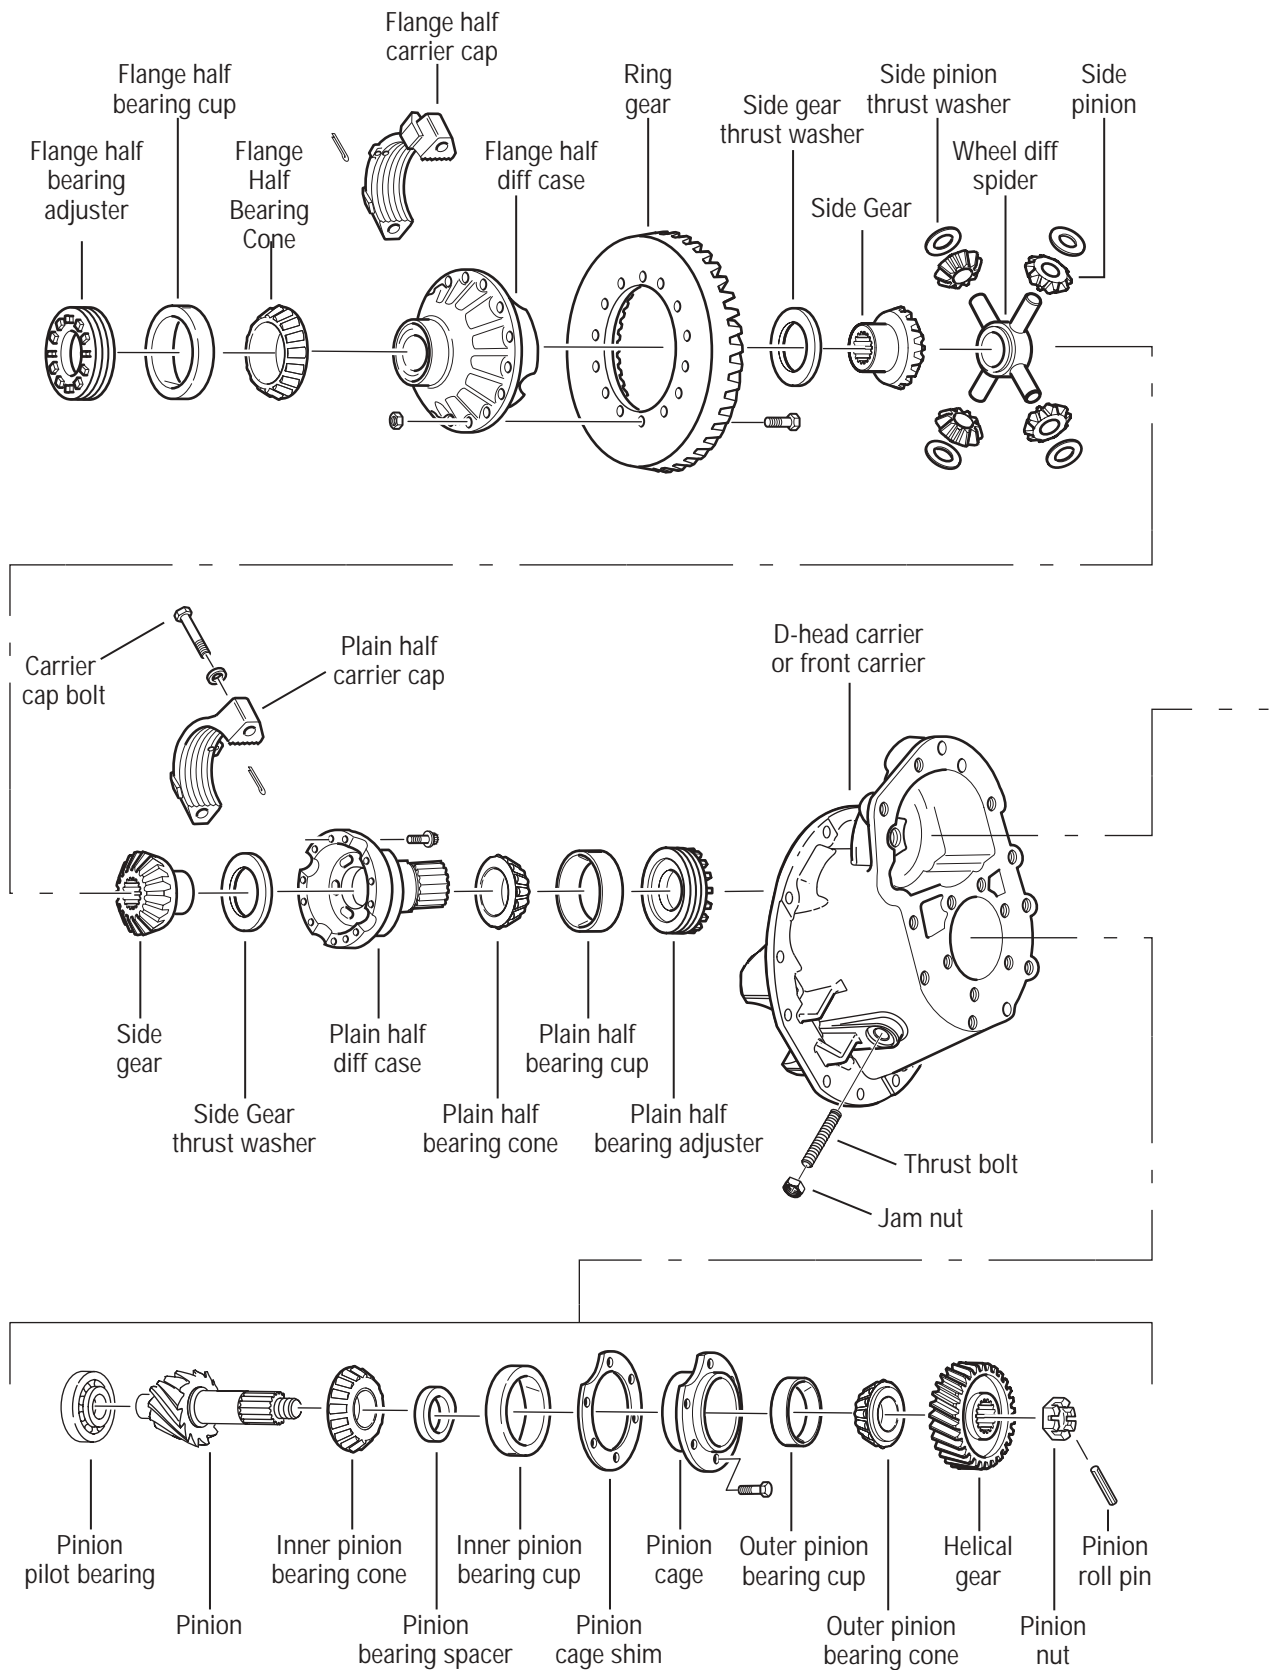 Flange half
carrier cap
Flange half
bearing cup
Ring
gear
Side pinion
thrust washer
Side
pinion
Side gear
thrust washer
Flange half
bearing
adjuster
Flange
Half
Bearing
Cone
Flange half
diff case
Wheel diff
spider
Side Gear
D-head carrier
or front carrier
Carrier
cap bolt
Plain half
carrier cap
Side
gear
Plain half
diff case
Plain half
bearing cup
Side Gear
thrust washer
Plain half
bearing cone
Plain half
bearing adjuster
Thrust bolt
Jam nut
Pinion
pilot bearing
Inner pinion
bearing cone
Inner pinion
bearing cup
Pinion
cage
Outer pinion
bearing cup
Helical
gear
Pinion
roll pin
Pinion
Pinion
bearing spacer
Pinion
cage shim
Outer pinion
bearing cone
Pinion
nut